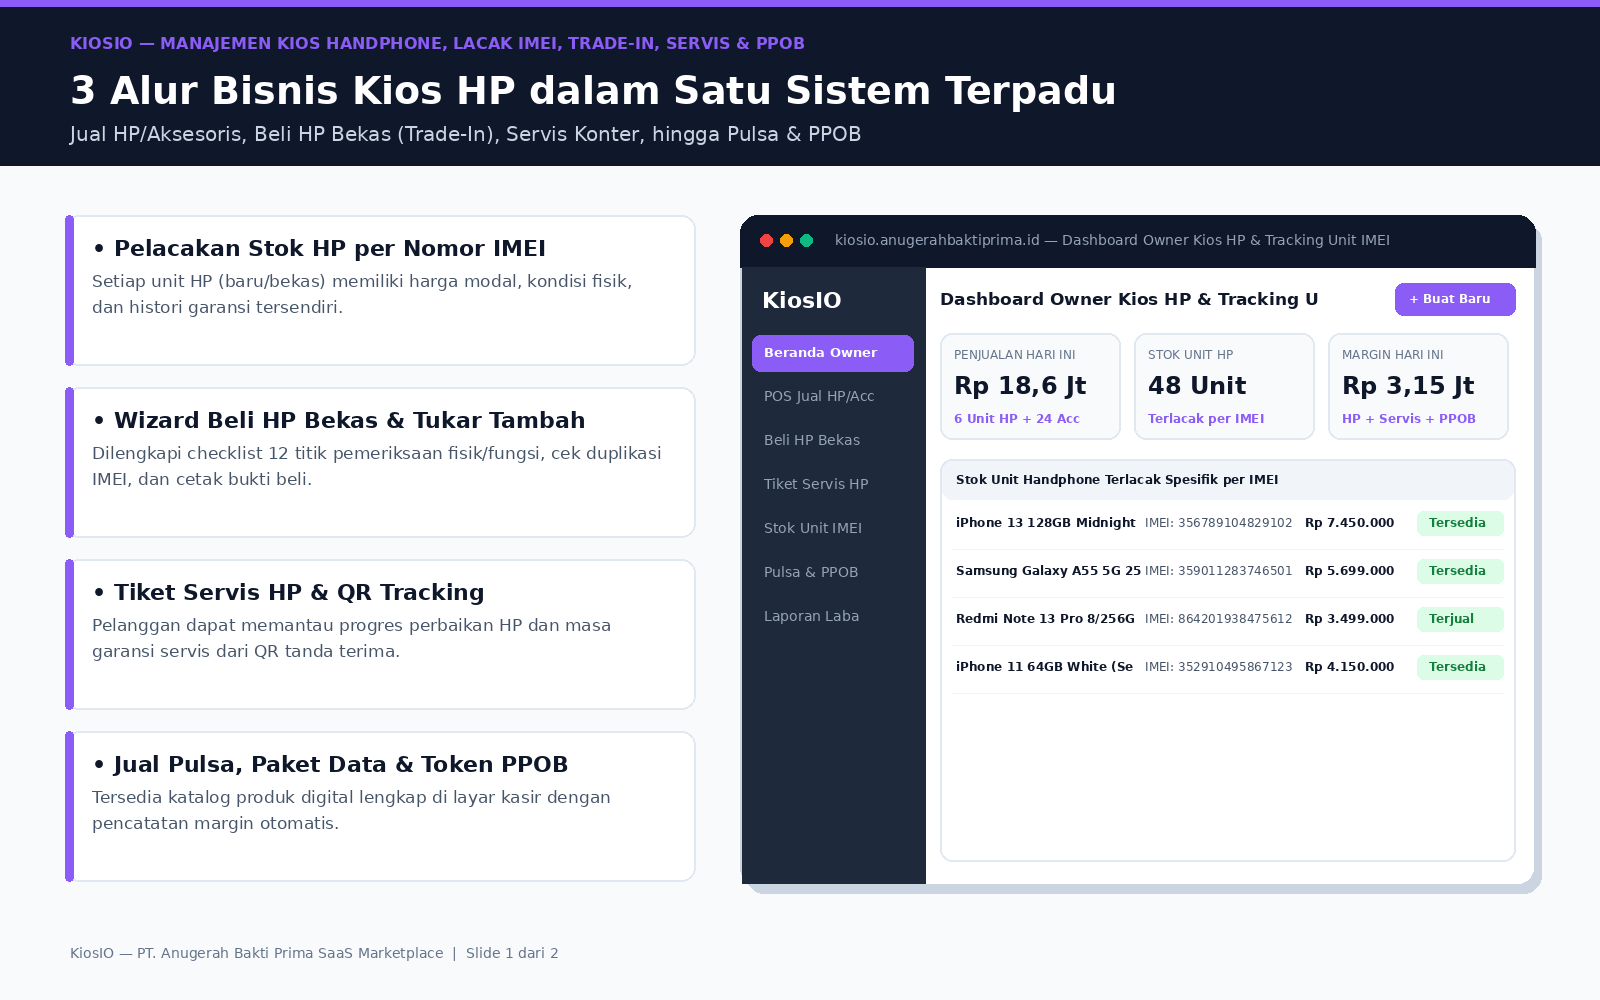 KIOSIO — MANAJEMEN KIOS HANDPHONE, LACAK IMEI, TRADE-IN, SERVIS & PPOB
3 Alur Bisnis Kios HP dalam Satu Sistem Terpadu
Jual HP/Aksesoris, Beli HP Bekas (Trade-In), Servis Konter, hingga Pulsa & PPOB
• Pelacakan Stok HP per Nomor IMEI
Setiap unit HP (baru/bekas) memiliki harga modal, kondisi fisik,
dan histori garansi tersendiri.
• Wizard Beli HP Bekas & Tukar Tambah
Dilengkapi checklist 12 titik pemeriksaan fisik/fungsi, cek duplikasi
IMEI, dan cetak bukti beli.
• Tiket Servis HP & QR Tracking
Pelanggan dapat memantau progres perbaikan HP dan masa
garansi servis dari QR tanda terima.
• Jual Pulsa, Paket Data & Token PPOB
Tersedia katalog produk digital lengkap di layar kasir dengan
pencatatan margin otomatis.
kiosio.anugerahbaktiprima.id — Dashboard Owner Kios HP & Tracking Unit IMEI
KiosIO
Beranda Owner
POS Jual HP/Acc
Beli HP Bekas
Tiket Servis HP
Stok Unit IMEI
Pulsa & PPOB
Laporan Laba
Dashboard Owner Kios HP & Tracking U
+ Buat Baru
PENJUALAN HARI INI
Rp 18,6 Jt
6 Unit HP + 24 Acc
STOK UNIT HP
48 Unit
Terlacak per IMEI
MARGIN HARI INI
Rp 3,15 Jt
HP + Servis + PPOB
Stok Unit Handphone Terlacak Spesifik per IMEI
iPhone 13 128GB Midnight IMEI: 356789104829102 Rp 7.450.000 Tersedia
Samsung Galaxy A55 5G 25 IMEI: 359011283746501 Rp 5.699.000 Tersedia
Redmi Note 13 Pro 8/256G IMEI: 864201938475612 Rp 3.499.000 Terjual
iPhone 11 64GB White (Se IMEI: 352910495867123 Rp 4.150.000 Tersedia
KiosIO — PT. Anugerah Bakti Prima SaaS Marketplace | Slide 1 dari 2